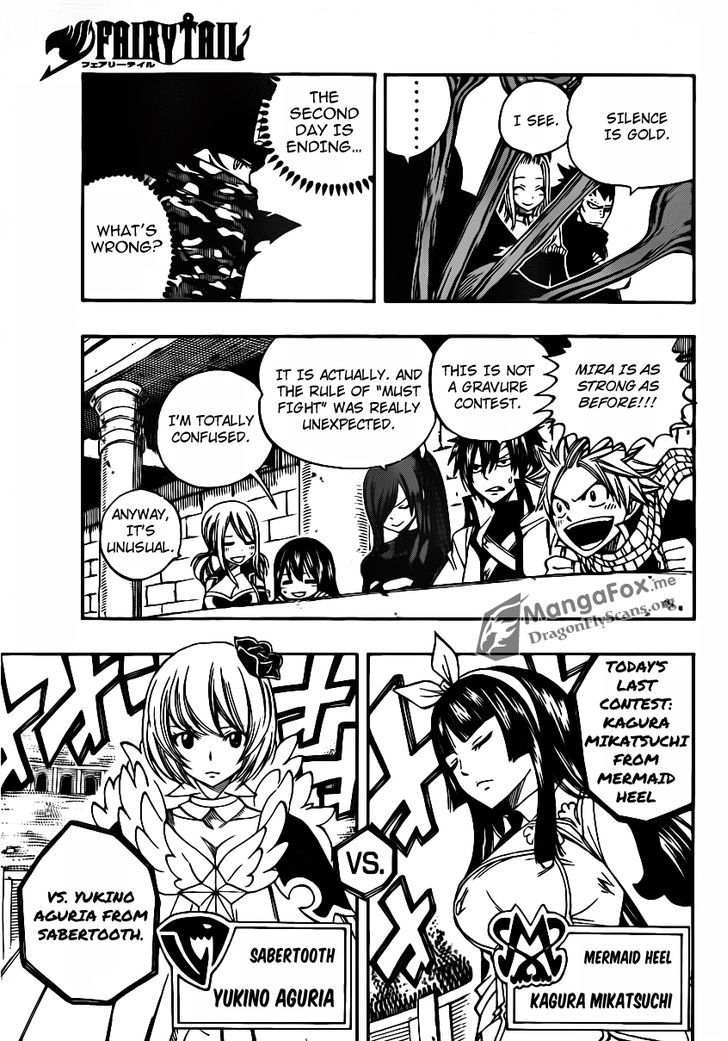 FAIRY TAIL
フェアリーテイル
SILENCE
IS GOLD.
I SEE.
........
THE
SECOND
DAY IS
ENDING...
WHAT'S
WRONG?
MIRA IS AS
STRONG AS
BEFORE!!!
THIS IS NOT
A GRAVURE
CONTEST.
IT IS ACTUALLY. AND
THE RULE OF "MUST
FIGHT" WAS REALLY
UNEXPECTED.
I'M TOTALLY
CONFUSED.
ANYWAY,
IT'S
UNUSUAL.
MangaFox.me
DragonFlyScans.org
TODAY'S
LAST
CONTEST:
KAGURA
MIKATSUCHI
FROM
MERMAID
HEEL
VS.
VS. YUKINO
AGURIA FROM
SABERTOOTH.
MERMAID HEEL
KAGURA MIKATSUCHI
SABERTOOTH
YUKINO AGURIA